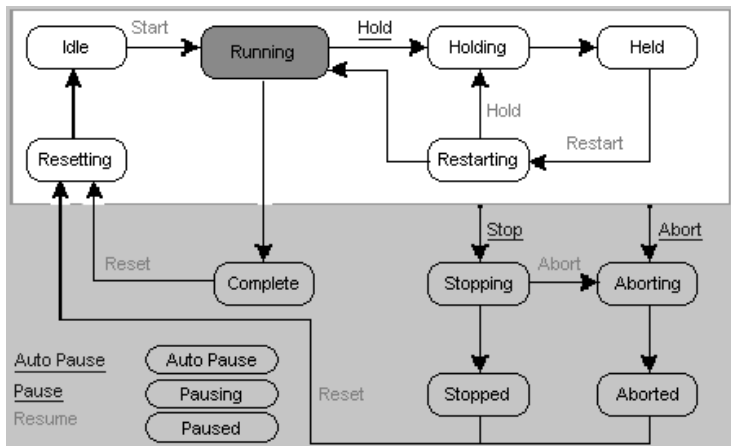 Start
Hold
Idle
Running
Holding
Held
Hold
Resetting
Restarting
Restart
Stop
Abort
Reset
Complete
Stopping
Abort
Aborting
Auto Pause
Auto Pause
Pause
Pausing
Reset
Stopped
Aborted
Resume
Paused